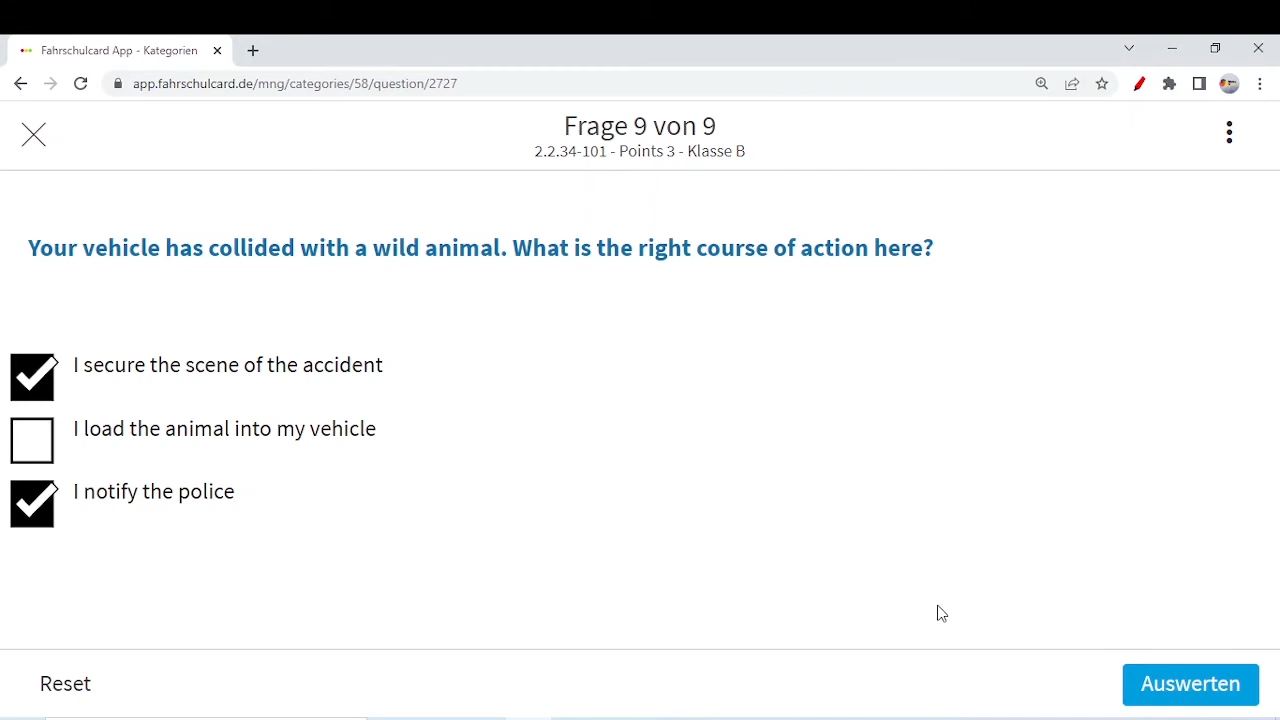 Fahrschulcard App - Kategorien
app.fahrschulcard.de/mng/categories/58/question/2727
Frage 9 von 9
2.2.34-101 - Points 3 - Klasse B
Your vehicle has collided with a wild animal. What is the right course of action here?
I secure the scene of the accident
I load the animal into my vehicle
I notify the police
Reset
Auswerten